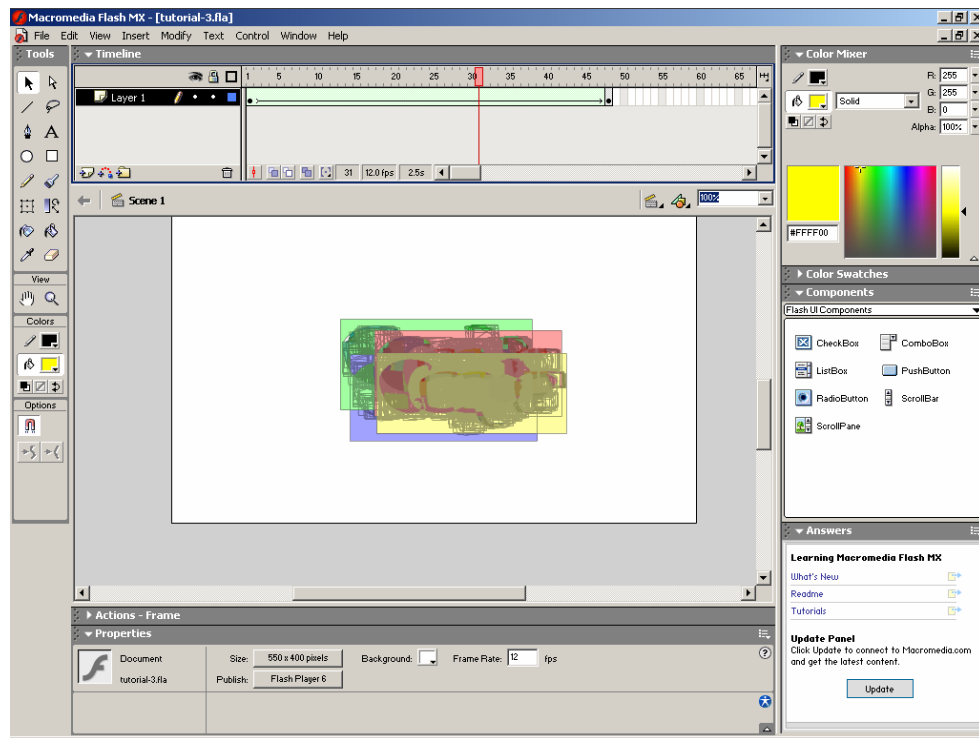 Macromedia Flash MX - [tutorial-3.fla]
File Edit View Insert Modify Text Control Window Help
Tools
Timeline
1 5 10 15 20 25 30 35 40 45 50 55 60 65
Layer 1
31 12.0 fps 2.5s
Scene 1
100%
View
Colors
Options
Color Mixer
R: 255
G: 255
Solid
B: 0
Alpha: 100%
#FFFF00
Color Swatches
Components
Flash UI Components
CheckBox ComboBox
ListBox PushButton
RadioButton ScrollBar
ScrollPane
Answers
Learning Macromedia Flash MX
What's New
Readme
Tutorials
Update Panel
Click Update to connect to Macromedia.com
and get the latest content.
Update
Actions - Frame
Properties
Document Size: 550 x 400 pixels Background: Frame Rate: 12 fps
tutorial-3.fla Publish: Flash Player 6